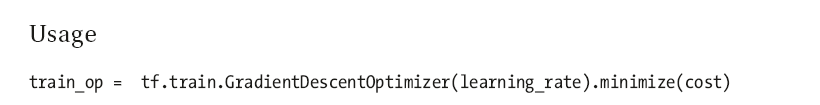 Usage
train_op =  tf.train.GradientDescentOptimizer(learning_rate).minimize(cost)